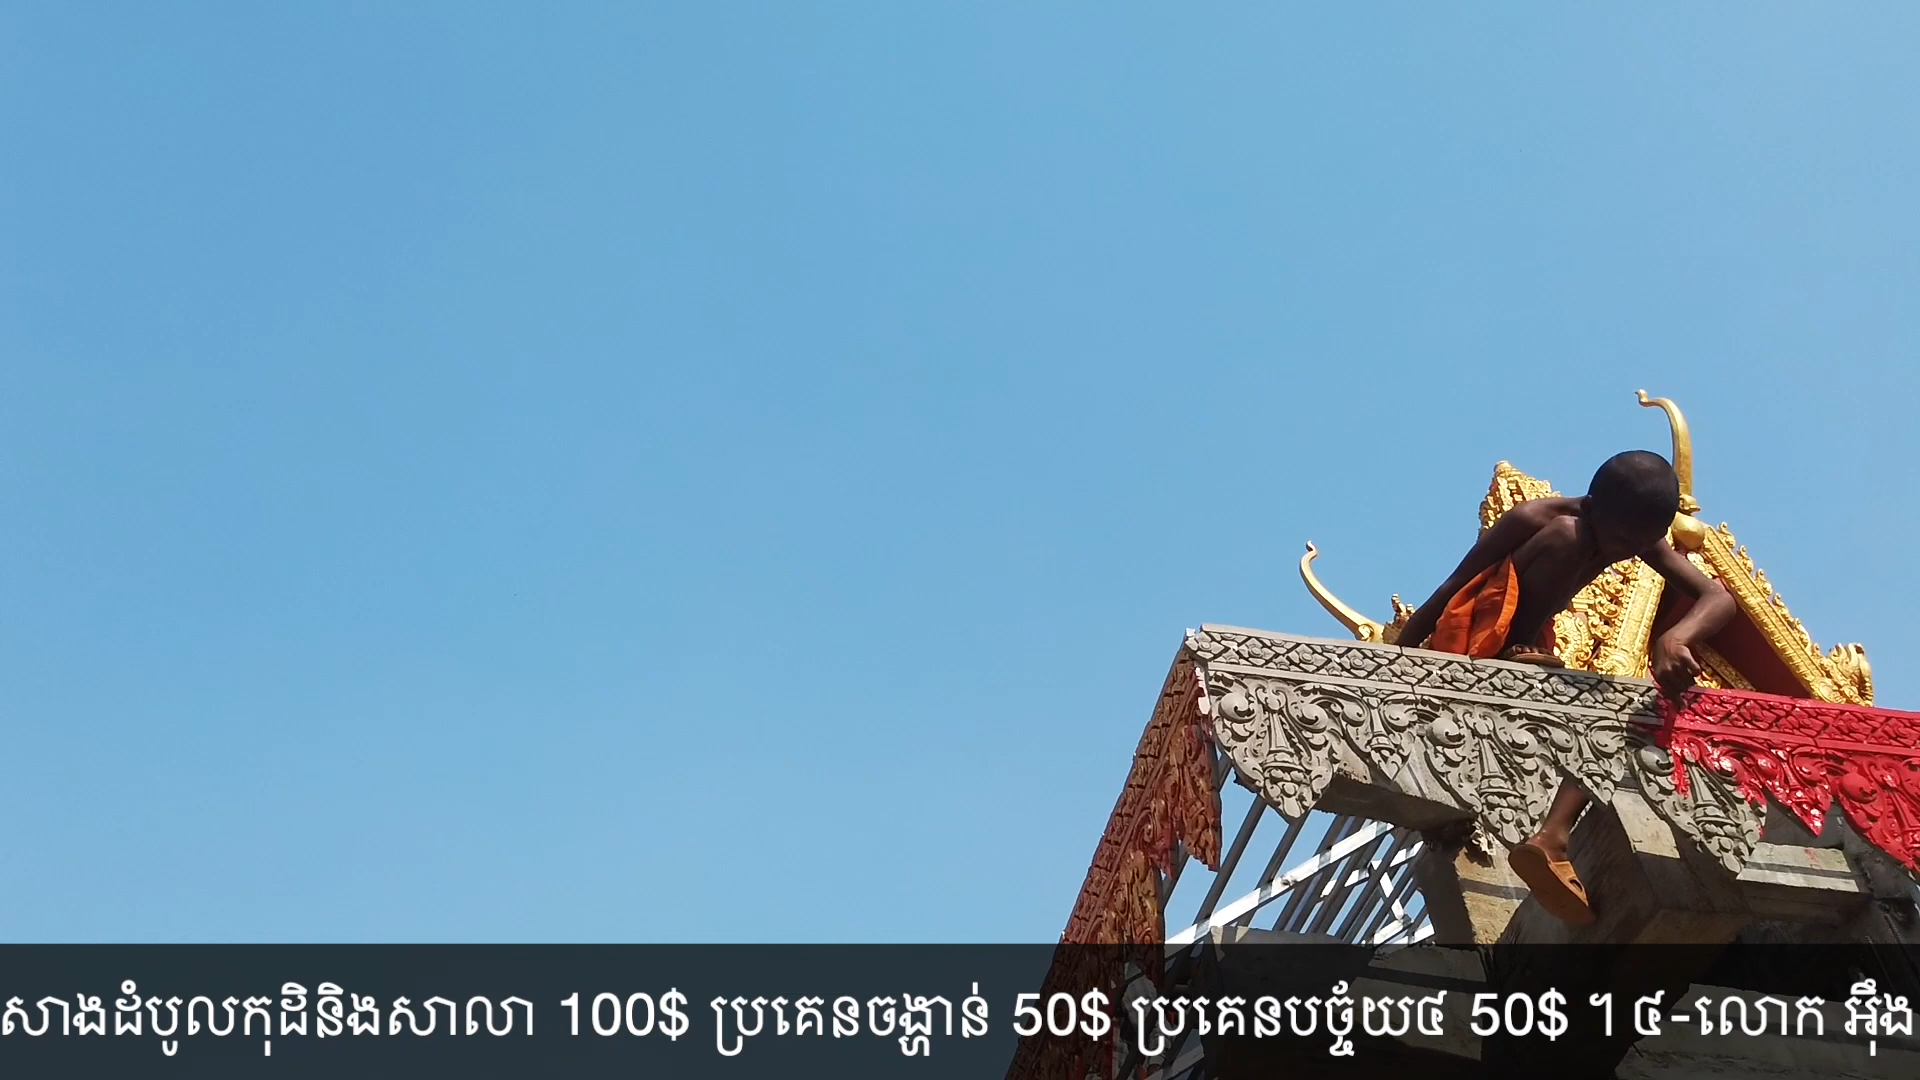 សាងដំបូលកុដិនិងសាលា 100$ ប្រគេនចង្ហាន់ 50$ ប្រគេនបច្ច័យ៤ 50$ ។ ៤-លោក អ៊ឹង